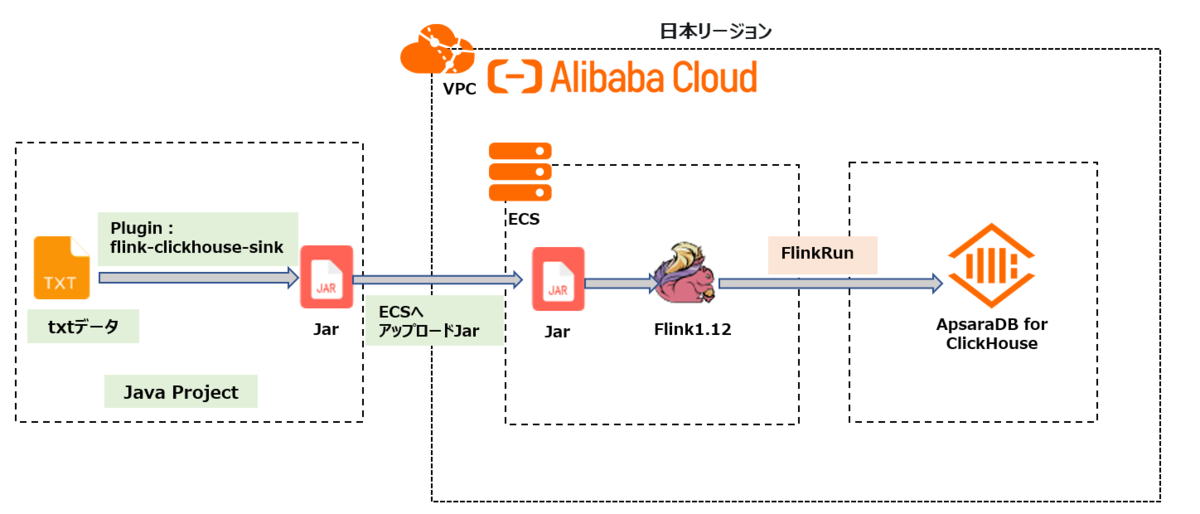 日本リージョン
VPC
Alibaba Cloud
ECS
Plugin：
flink-clickhouse-sink
TXT
txtデータ
JAR
Jar
Java Project
ECSへ
アップロードJar
JAR
Jar
Flink1.12
FlinkRun
ApsaraDB for
ClickHouse